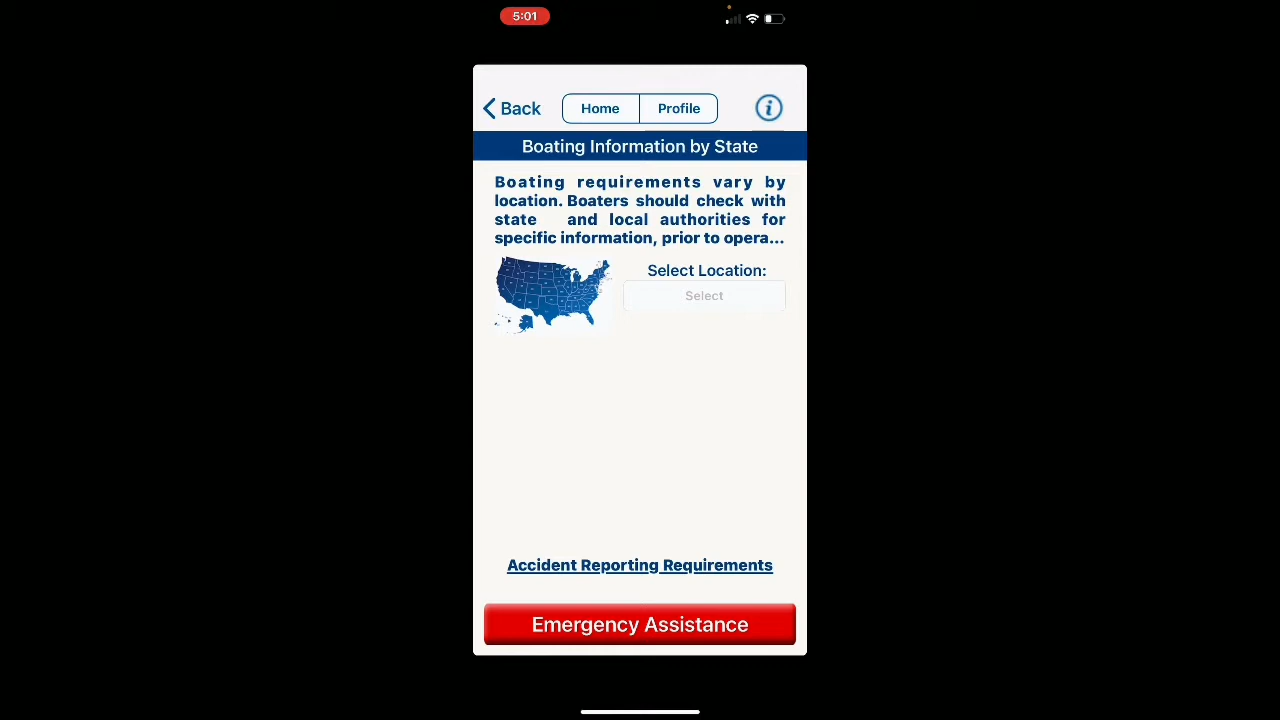 5:01
Back
Home
Profile
Boating Information by State
Boating requirements vary by
location. Boaters should check with
state and local authorities for
specific information, prior to opera...
Select Location:
Select
Accident Reporting Requirements
Emergency Assistance